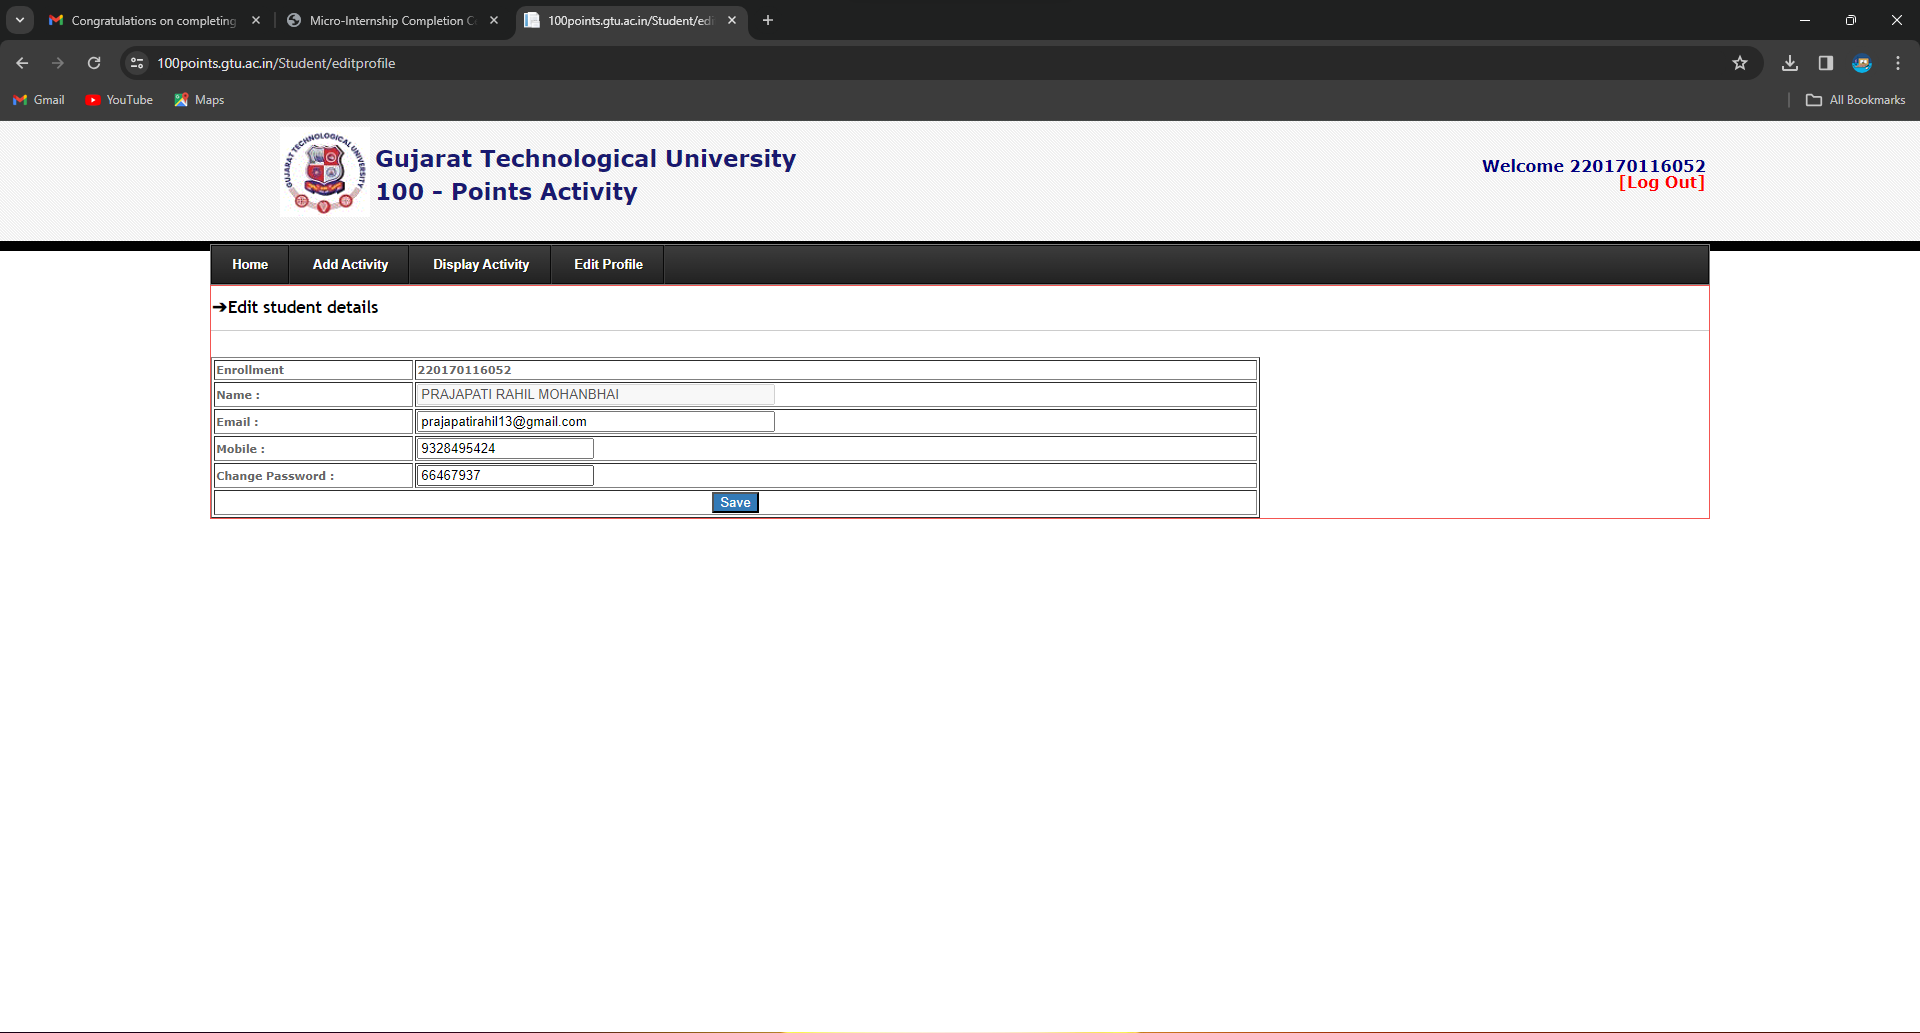 Congratulations on completing
Micro-Internship Completion C
100points.gtu.ac.in/Student/edi
100points.gtu.ac.in/Student/editprofile
Gmail
YouTube
Maps
All Bookmarks
GUJARAT TECHNOLOGICAL UNIVERSITY
Gujarat Technological University
100 - Points Activity
Welcome 220170116052
[Log Out]
Home
Add Activity
Display Activity
Edit Profile
➔Edit student details
Enrollment 220170116052
Name : PRAJAPATI RAHIL MOHANBHAI
Email : prajapatirahil13@gmail.com
Mobile : 9328495424
Change Password : 66467937
Save